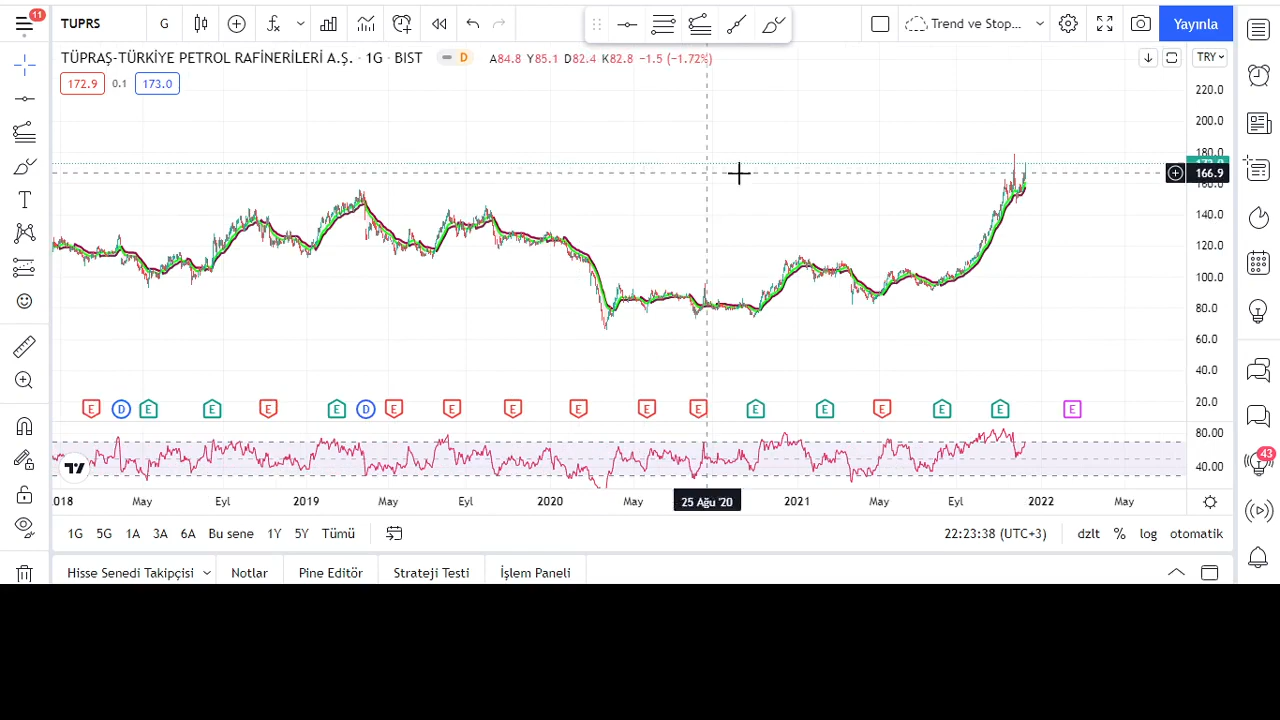 11
TUPRS G Trend ve Stop... Yayınla
TÜPRAŞ-TÜRKİYE PETROL RAFİNERİLERİ A.Ş. · 1G · BIST D A84.8 Y85.1 D82.4 K82.8 −1.5 (−1.72%) TRY
172.9 0.1 173.0
220.0
200.0
180.0
166.9
160.0
140.0
120.0
100.0
80.0
60.0
40.0
20.0
E D E E E E D E E E E E E E E E E E E
80.00
43
40.00
018 May Eyl 2019 May Eyl 2020 May 25 Ağu '20 2021 May Eyl 2022 May
1G 5G 1A 3A 6A Bu sene 1Y 5Y Tümü 22:23:38 (UTC+3) dzlt % log otomatik
Hisse Senedi Takipçisi Notlar Pine Editör Strateji Testi İşlem Paneli